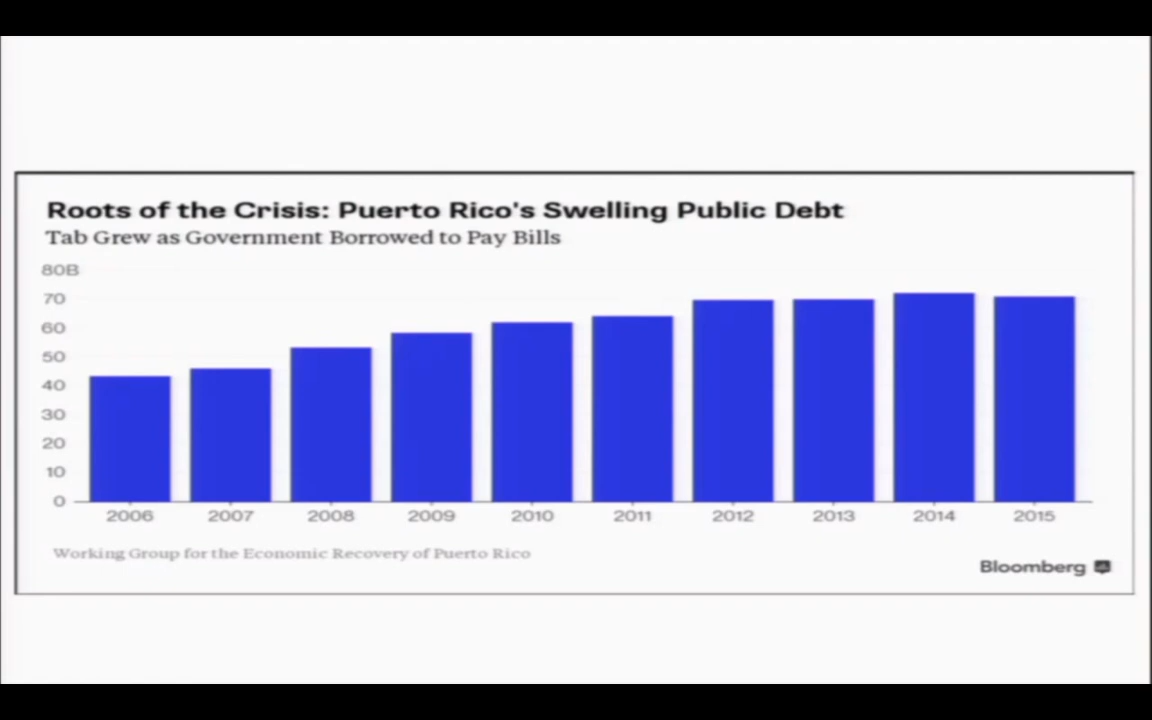 Roots of the Crisis: Puerto Rico's Swelling Public Debt
Tab Grew as Government Borrowed to Pay Bills
80B
70
60
50
40
30
20
10
0
2006 2007 2008 2009 2010 2011 2012 2013 2014 2015
Working Group for the Economic Recovery of Puerto Rico
Bloomberg